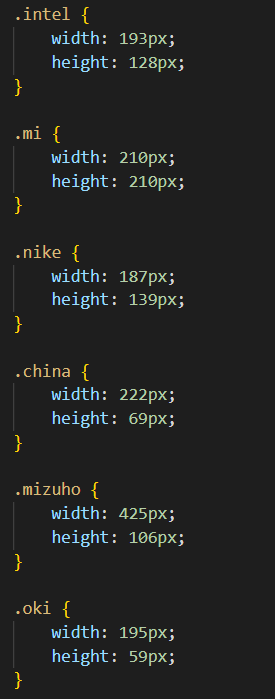 .intel {
    width: 193px;
    height: 128px;
}

.mi {
    width: 210px;
    height: 210px;
}

.nike {
    width: 187px;
    height: 139px;
}

.china {
    width: 222px;
    height: 69px;
}

.mizuho {
    width: 425px;
    height: 106px;
}

.oki {
    width: 195px;
    height: 59px;
}